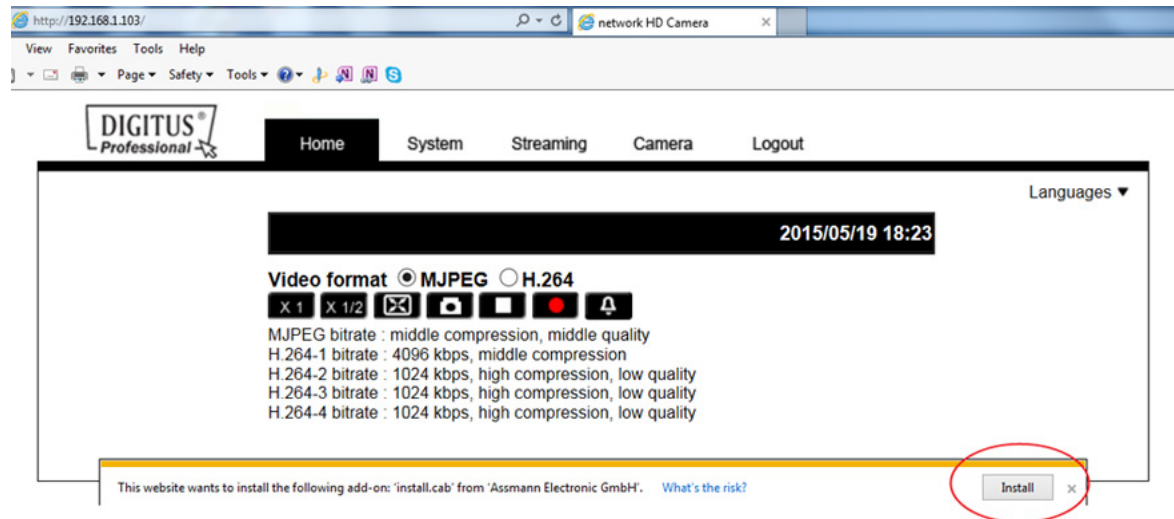 http://192.168.1.103/
network HD Camera
View Favorites Tools Help
Page Safety Tools
DIGITUS®
Professional
Home System Streaming Camera Logout
Languages ▼
2015/05/19 18:23
Video format MJPEG H.264
X 1 X 1/2
MJPEG bitrate : middle compression, middle quality
H.264-1 bitrate : 4096 kbps, middle compression
H.264-2 bitrate : 1024 kbps, high compression, low quality
H.264-3 bitrate : 1024 kbps, high compression, low quality
H.264-4 bitrate : 1024 kbps, high compression, low quality
This website wants to install the following add-on: 'install.cab' from 'Assmann Electronic GmbH'. What's the risk? Install